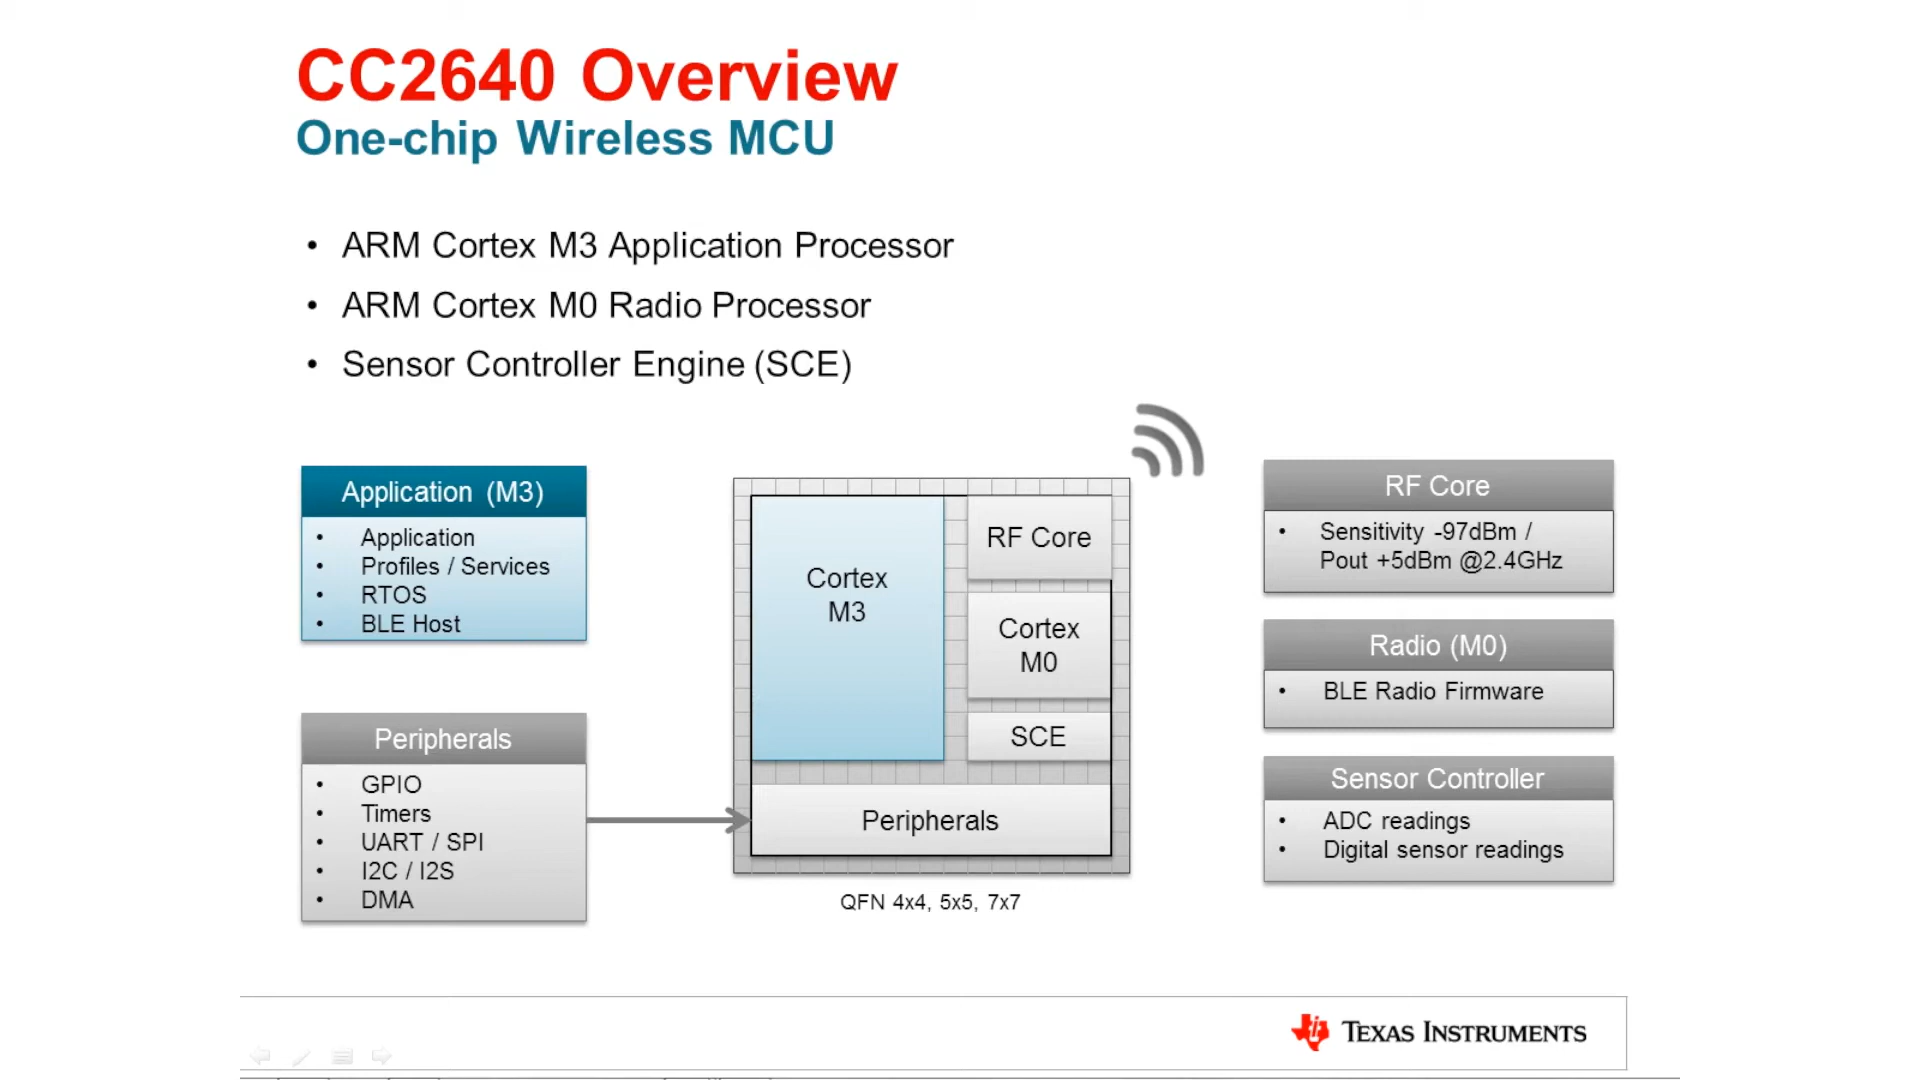 CC2640 Overview
One-chip Wireless MCU
• ARM Cortex M3 Application Processor
• ARM Cortex M0 Radio Processor
• Sensor Controller Engine (SCE)
Application (M3)
• Application
• Profiles / Services
• RTOS
• BLE Host
Peripherals
• GPIO
• Timers
• UART / SPI
• I2C / I2S
• DMA
Cortex
M3
RF Core
Cortex
M0
SCE
Peripherals
QFN 4x4, 5x5, 7x7
RF Core
• Sensitivity -97dBm /
Pout +5dBm @2.4GHz
Radio (M0)
• BLE Radio Firmware
Sensor Controller
• ADC readings
• Digital sensor readings
TEXAS INSTRUMENTS